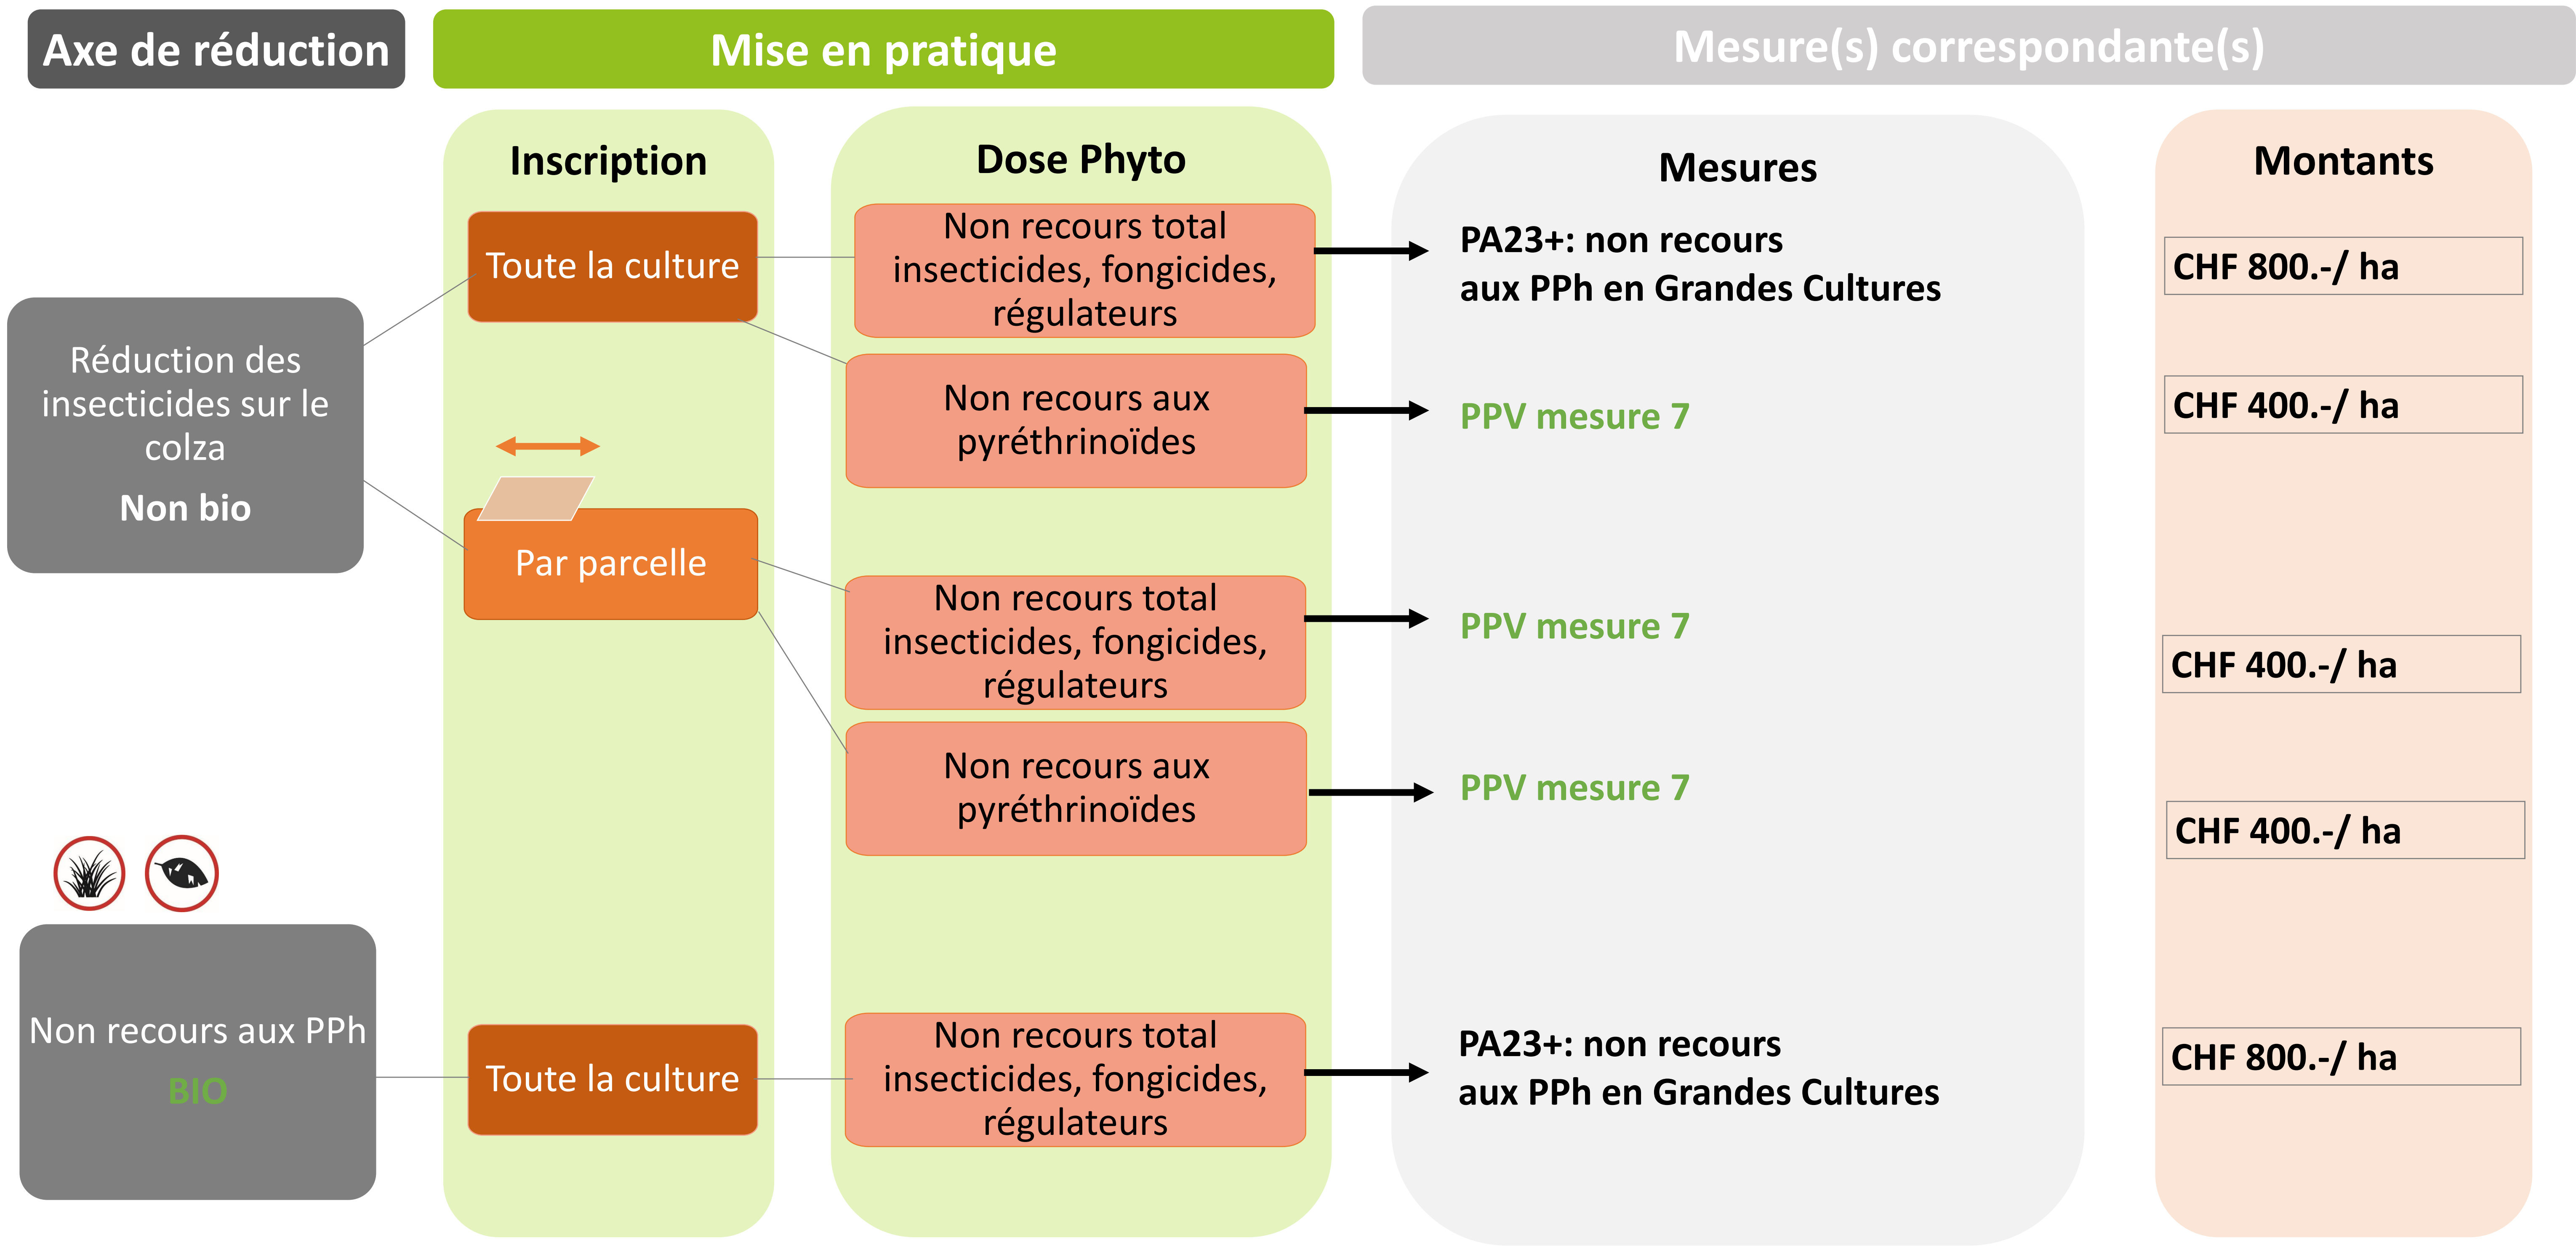 Axe de réduction
Mise en pratique
Mesure(s) correspondante(s)
Inscription
Dose Phyto
Mesures
Montants
Réduction des
insecticides sur le
colza
Non bio
Toute la culture
Non recours total
insecticides, fongicides,
régulateurs
PA23+: non recours
aux PPh en Grandes Cultures
CHF 800.-/ ha
Non recours aux
pyréthrinoïdes
PPV mesure 7
CHF 400.-/ ha
Par parcelle
Non recours total
insecticides, fongicides,
régulateurs
PPV mesure 7
CHF 400.-/ ha
Non recours aux
pyréthrinoïdes
PPV mesure 7
CHF 400.-/ ha
Non recours aux PPh
BIO
Toute la culture
Non recours total
insecticides, fongicides,
régulateurs
PA23+: non recours
aux PPh en Grandes Cultures
CHF 800.-/ ha